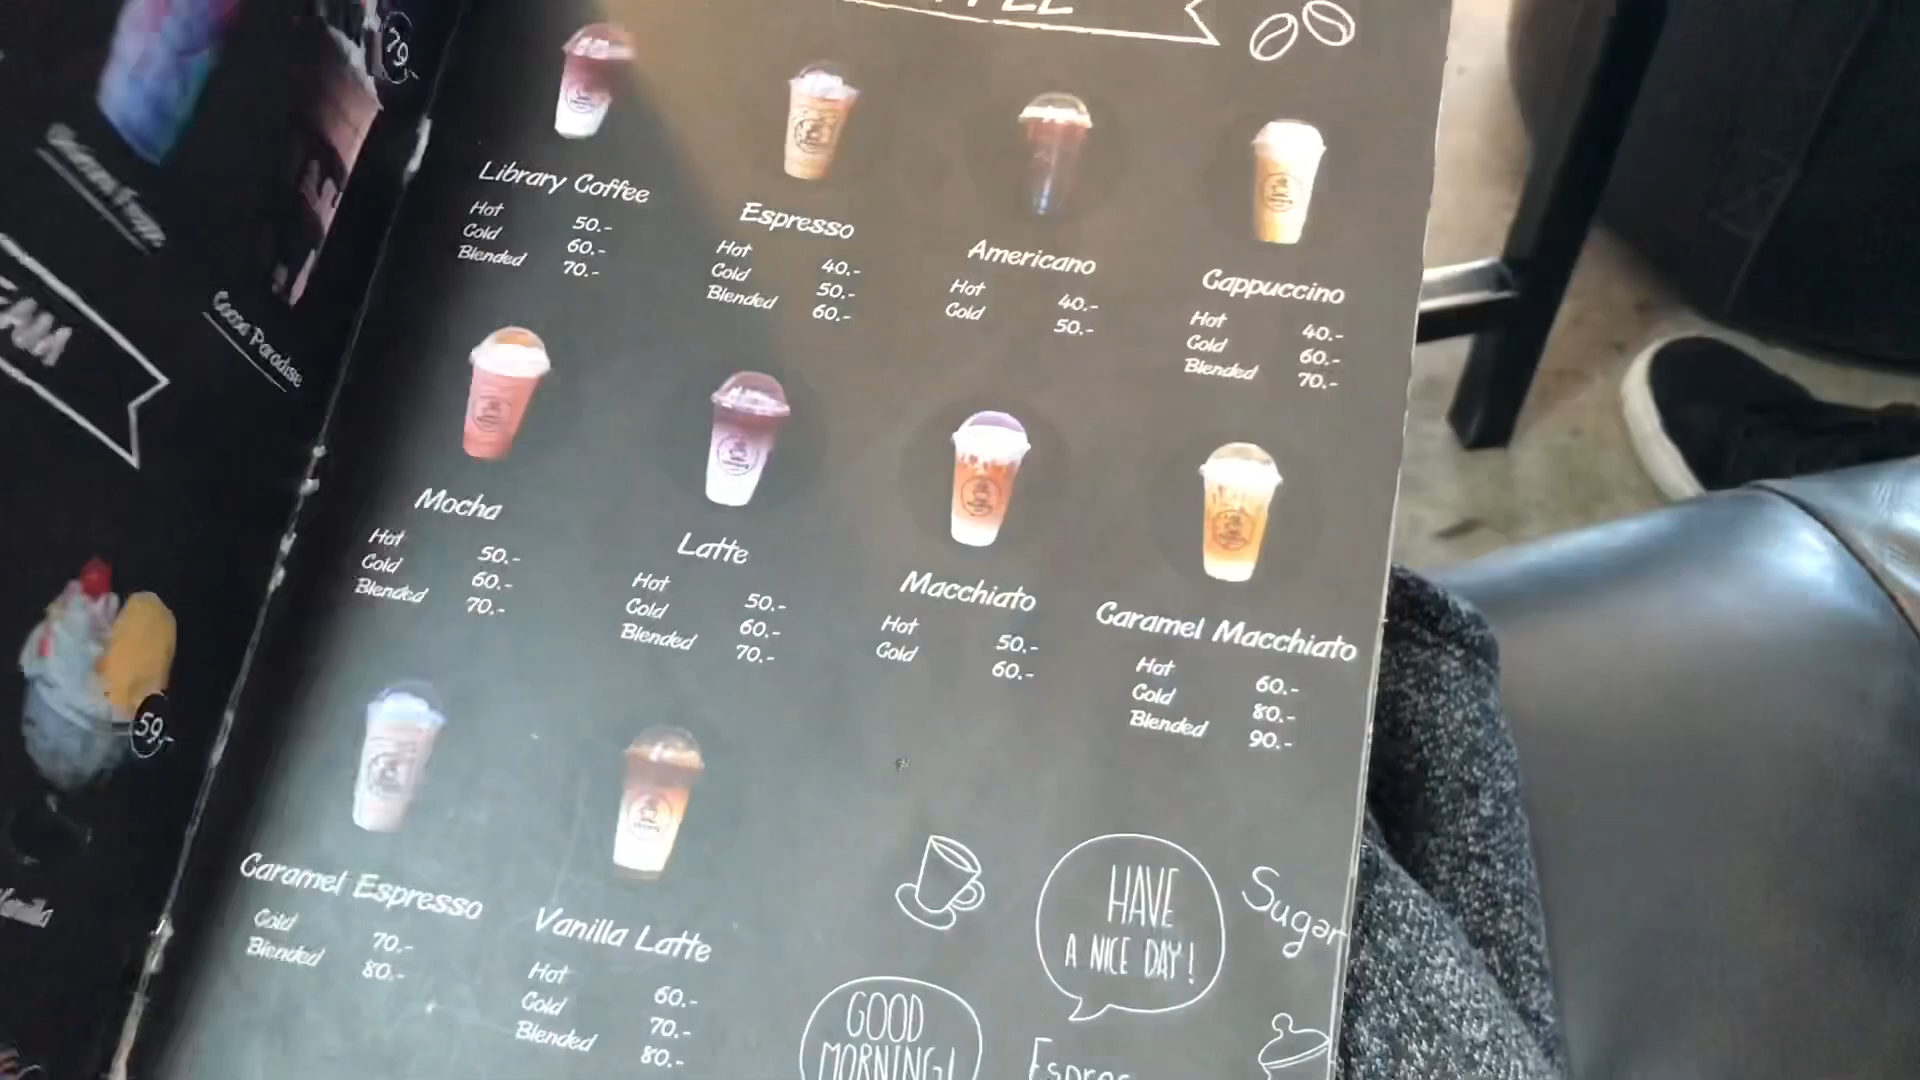 79.-
Cocoa Paradise
59.-
Library Coffee
Hot 50.-
Cold 60.-
Blended 70.-
Espresso
Hot 40.-
Cold 50.-
Blended 60.-
Americano
Hot 40.-
Cold 50.-
Cappuccino
Hot 40.-
Cold 60.-
Blended 70.-
Mocha
Hot 50.-
Cold 60.-
Blended 70.-
Latte
Hot 50.-
Cold 60.-
Blended 70.-
Macchiato
Hot 50.-
Cold 60.-
Caramel Macchiato
Hot 60.-
Cold 80.-
Blended 90.-
Caramel Espresso
Cold 70.-
Blended 80.-
Vanilla Latte
Hot 60.-
Cold 70.-
Blended 80.-
HAVE
A NICE DAY!
Sugar
GOOD
MORNING!